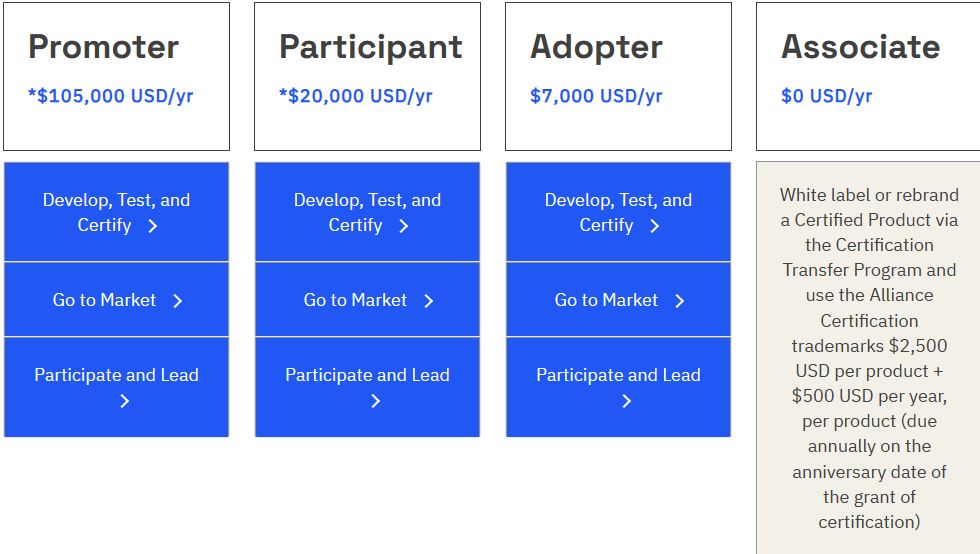 Promoter
*$105,000 USD/yr
Develop, Test, and
Certify
Go to Market
Participate and Lead
Participant
*$20,000 USD/yr
Develop, Test, and
Certify
Go to Market
Participate and Lead
Adopter
$7,000 USD/yr
Develop, Test, and
Certify
Go to Market
Participate and Lead
Associate
$0 USD/yr
White label or rebrand
a Certified Product via
the Certification
Transfer Program and
use the Alliance
Certification
trademarks $2,500
USD per product +
$500 USD per year,
per product (due
annually on the
anniversary date of
the grant of
certification)